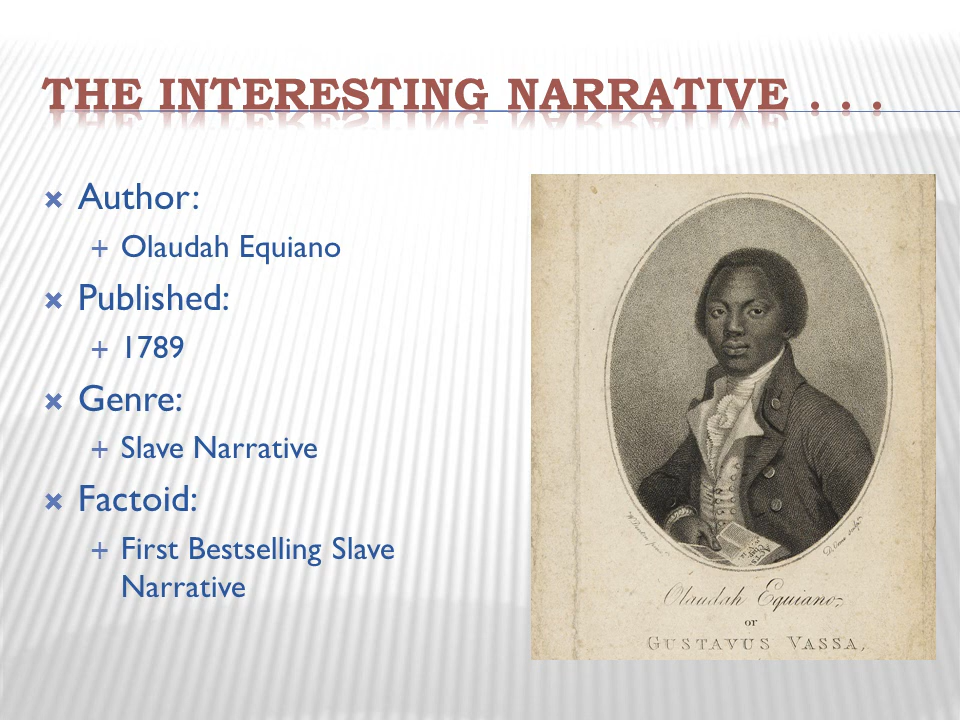 THE INTERESTING NARRATIVE . . .
Author:
Olaudah Equiano
Published:
1789
Genre:
Slave Narrative
Factoid:
First Bestselling Slave
Narrative
Olaudah Equiano;
or
GUSTAVUS VASSA,